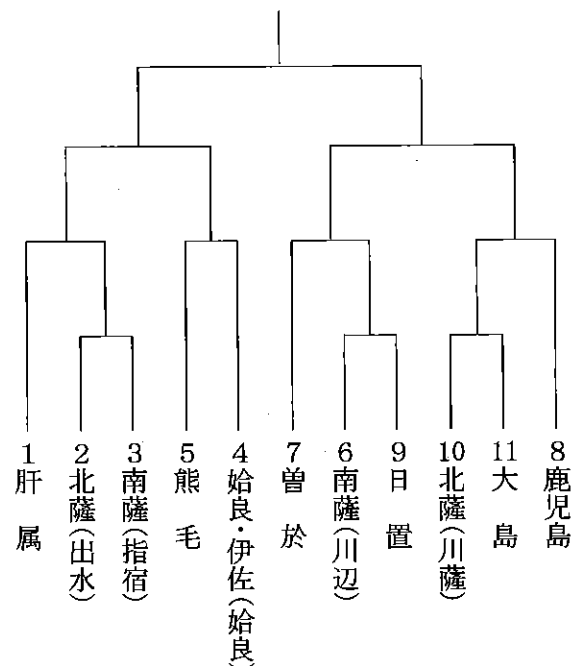 1 肝属
2 北薩(出水)
3 南薩(指宿)
5 熊毛
4 姶良・伊佐(姶良)
7 曽於
6 南薩(川辺)
9 日置
10 北薩(川薩)
11 大島
8 鹿児島